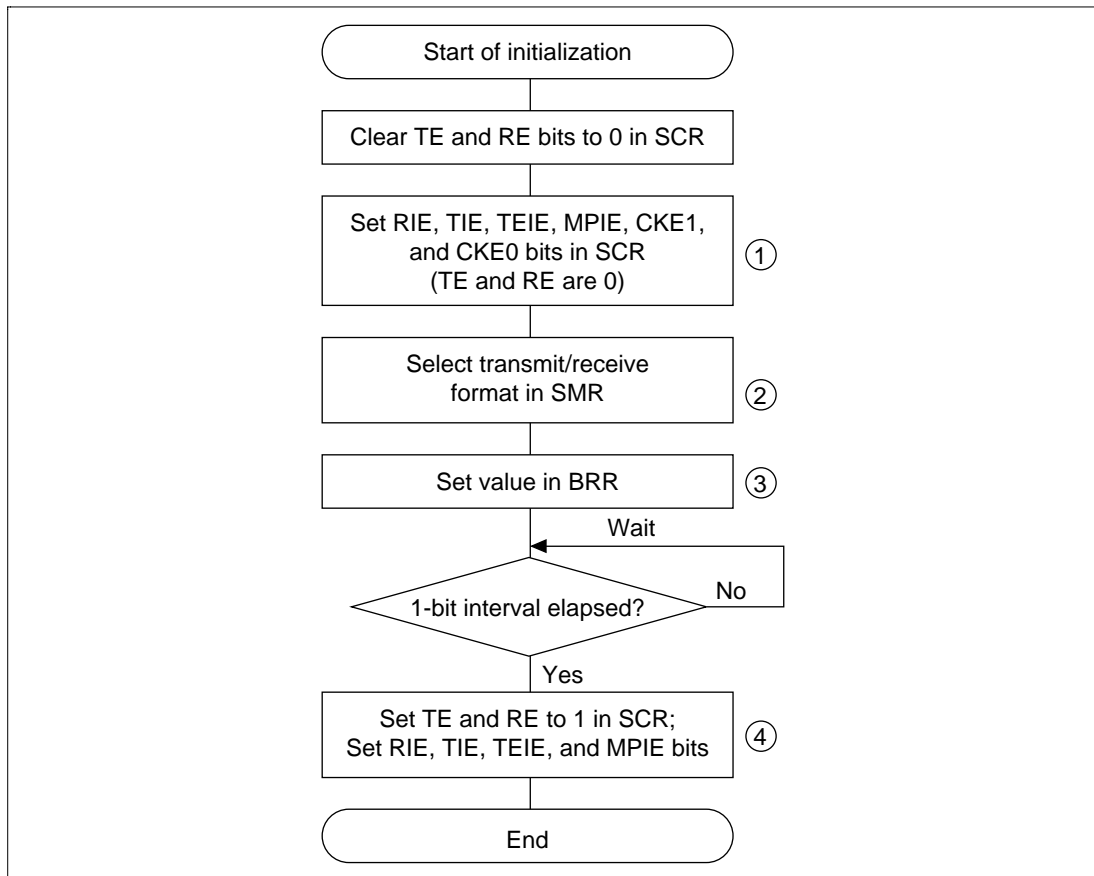 Start of initialization
Clear TE and RE bits to 0 in SCR
Set RIE, TIE, TEIE, MPIE, CKE1,
and CKE0 bits in SCR
(TE and RE are 0)
1
Select transmit/receive
format in SMR
2
Set value in BRR
3
Wait
1-bit interval elapsed?
No
Yes
Set TE and RE to 1 in SCR;
Set RIE, TIE, TEIE, and MPIE bits
4
End